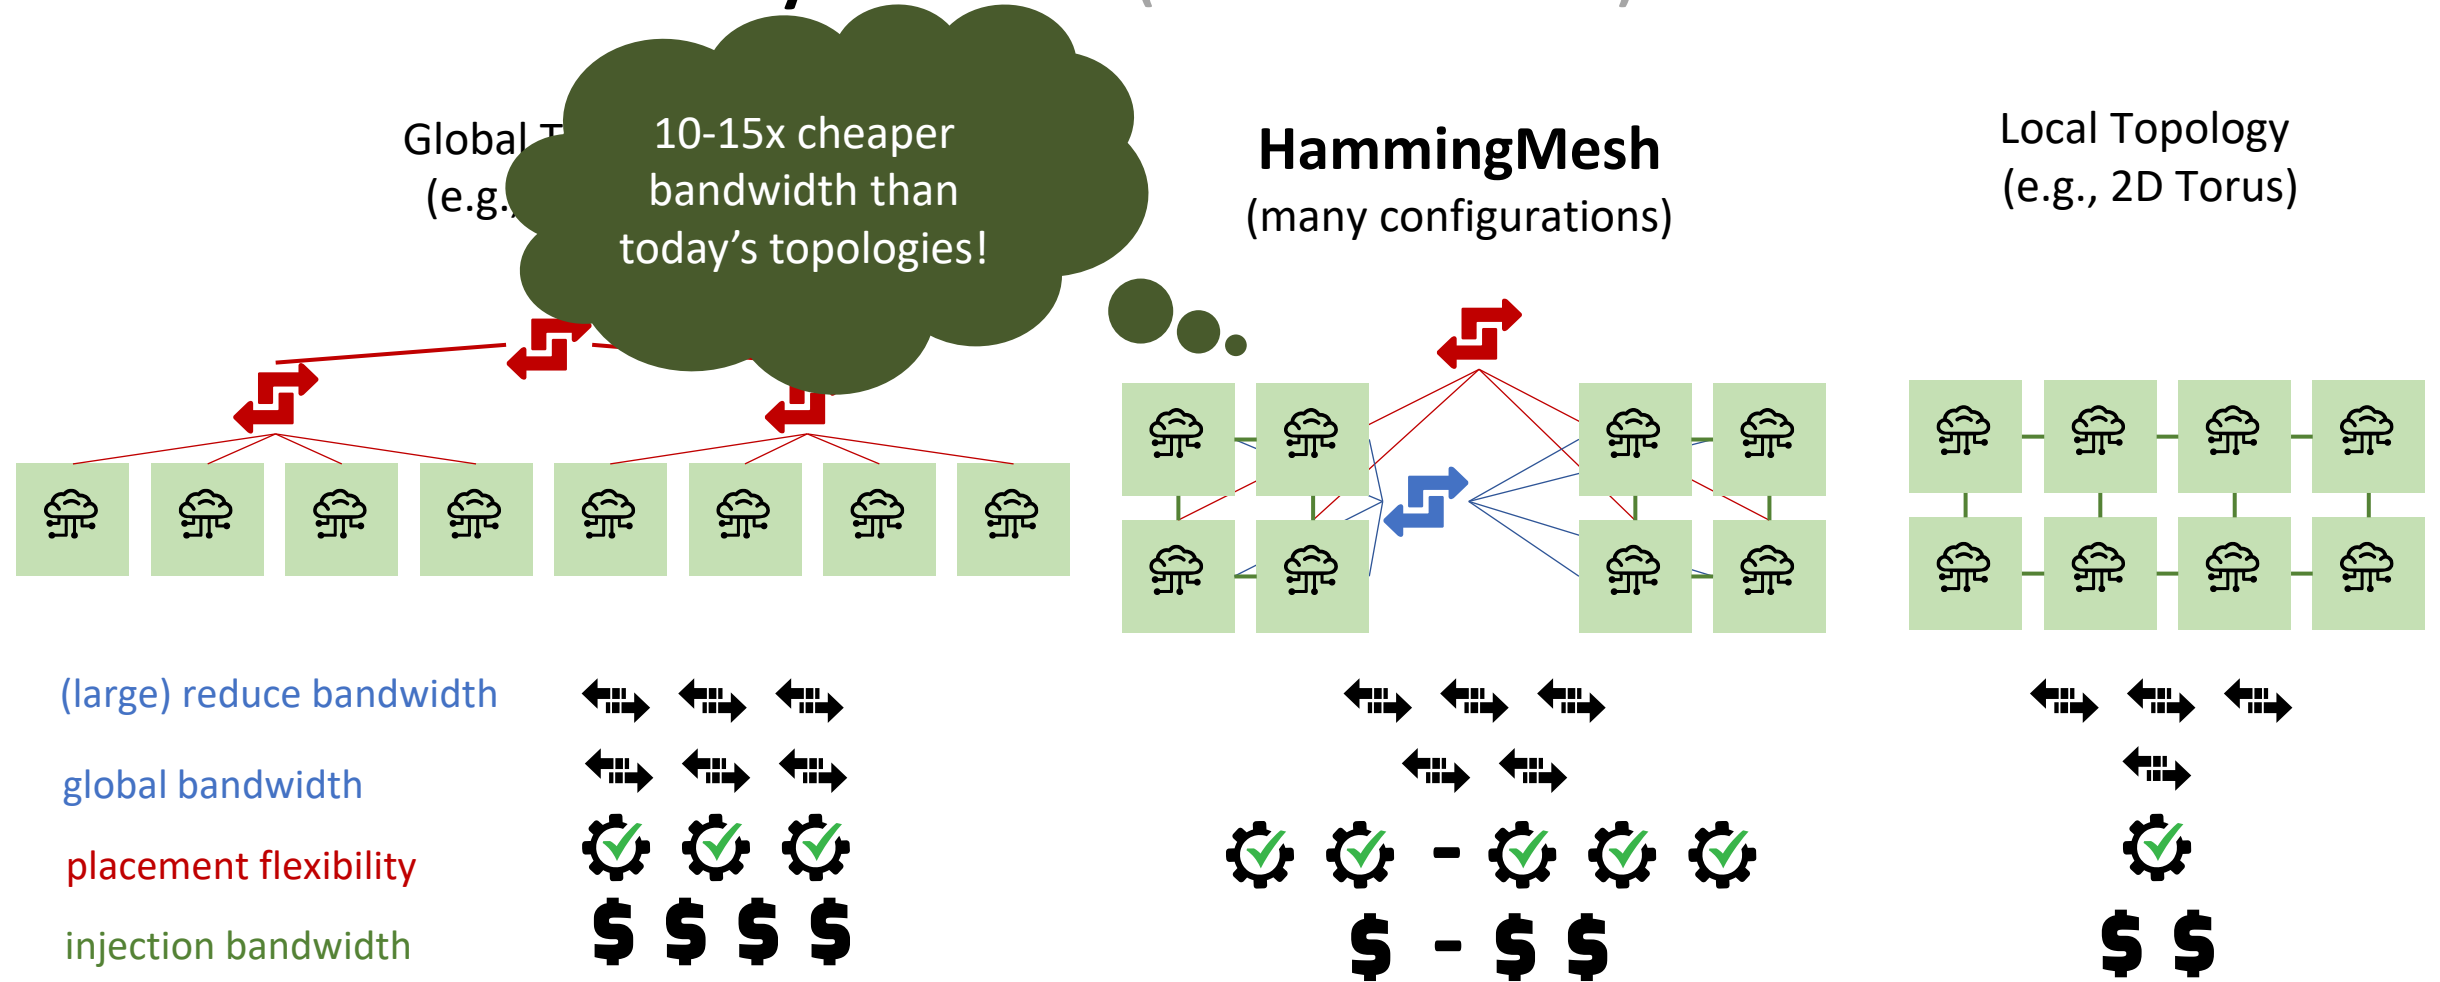 Global T
(e.g.,
10-15x cheaper
bandwidth than
today's topologies!
HammingMesh
(many configurations)
Local Topology
(e.g., 2D Torus)
(large) reduce bandwidth
global bandwidth
placement flexibility
injection bandwidth
$ $ $ $
$ - $ $
$ $